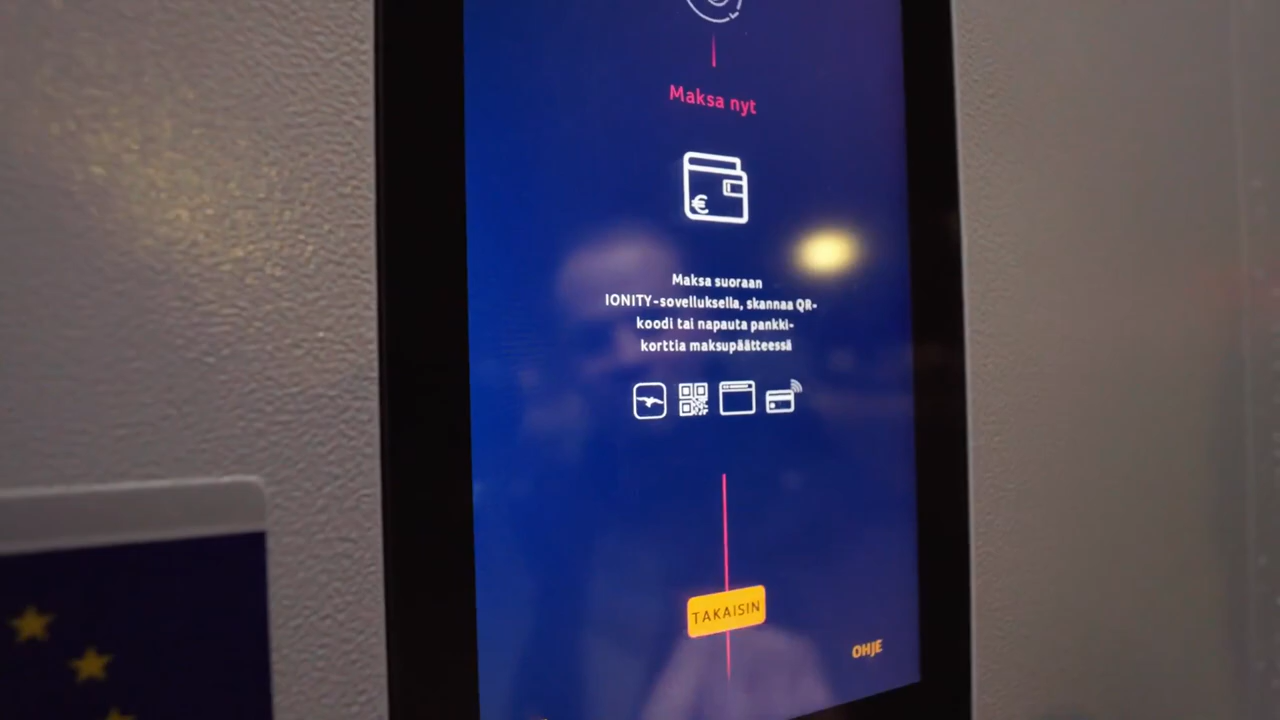 Maksa nyt
€
Maksa suoraan
IONITY-sovelluksella, skannaa QR-
koodi tai napauta pankki-
korttia maksupäätteessä
TAKAISIN
OHJE